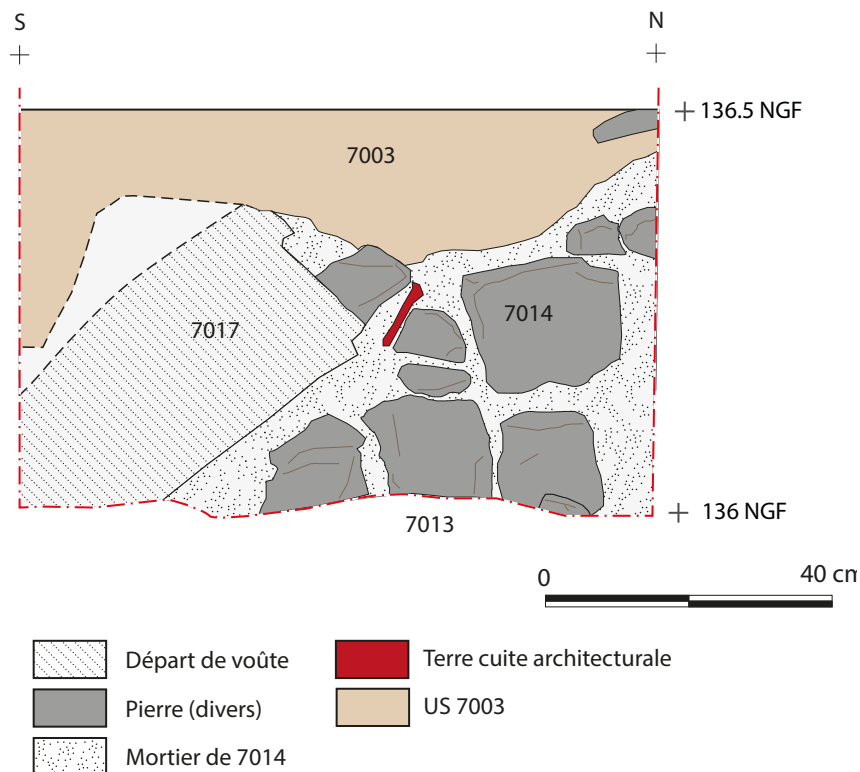 S N
136.5 NGF
7003
7017
7014
136 NGF
7013
0 40 cm
Départ de voûte
Terre cuite architecturale
Pierre (divers)
US 7003
Mortier de 7014